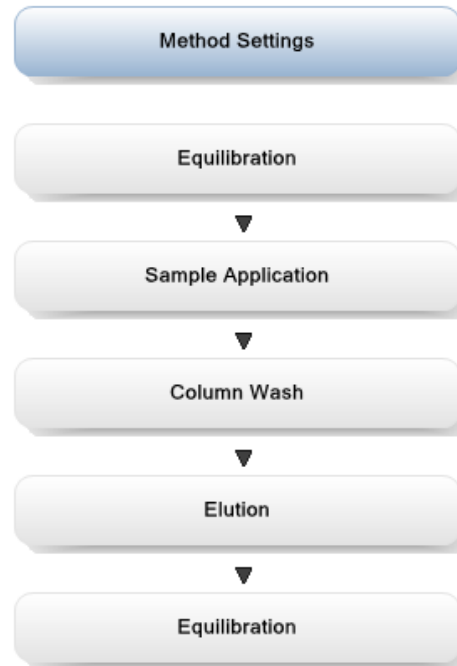 Method Settings
Equilibration
Sample Application
Column Wash
Elution
Equilibration